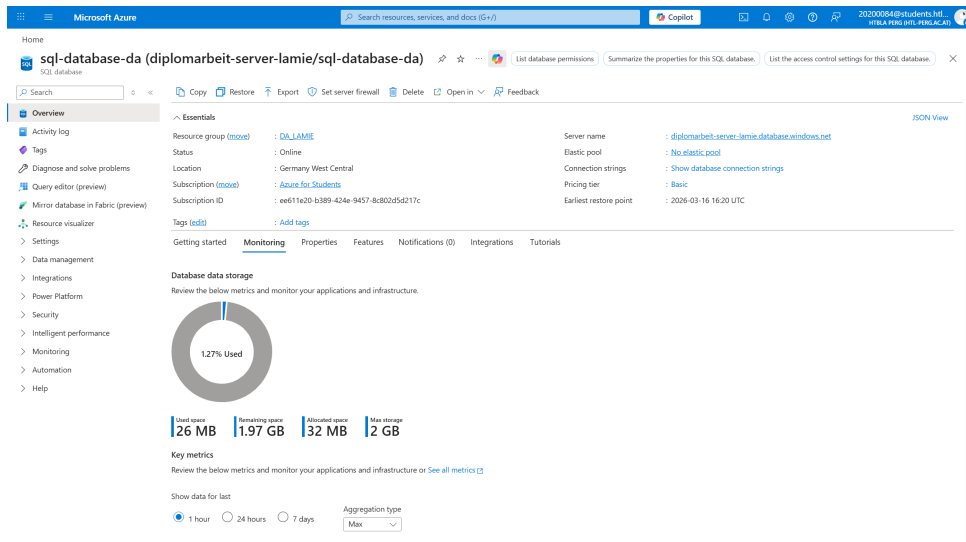 Microsoft Azure
Search resources, services, and docs (G+/)
Copilot
20200084@students.htl...
HTBLA PERG (HTL-PERG.AC.AT)
Home
sql-database-da (diplomarbeit-server-lamie/sql-database-da)
SQL
SQL database
List database permissions
Summarize the properties for this SQL database.
List the access control settings for this SQL database.
Search
Copy
Restore
Export
Set server firewall
Delete
Open in
Feedback
Overview
Activity log
Tags
Diagnose and solve problems
Query editor (preview)
Mirror database in Fabric (preview)
Resource visualizer
Settings
Data management
Integrations
Power Platform
Security
Intelligent performance
Monitoring
Automation
Help
Essentials
JSON View
Resource group (move) : DA_LAMIE
Status : Online
Location : Germany West Central
Subscription (move) : Azure for Students
Subscription ID : ee611e20-b389-424e-9457-8c802d5d217c
Server name : diplomarbeit-server-lamie.database.windows.net
Elastic pool : No elastic pool
Connection strings : Show database connection strings
Pricing tier : Basic
Earliest restore point : 2026-03-16 16:20 UTC
Tags (edit) : Add tags
Getting started
Monitoring
Properties
Features
Notifications (0)
Integrations
Tutorials
Database data storage
Review the below metrics and monitor your applications and infrastructure.
1.27% Used
Used space
26 MB
Remaining space
1.97 GB
Allocated space
32 MB
Max storage
2 GB
Key metrics
Review the below metrics and monitor your applications and infrastructure or See all metrics
Show data for last
1 hour
24 hours
7 days
Aggregation type
Max